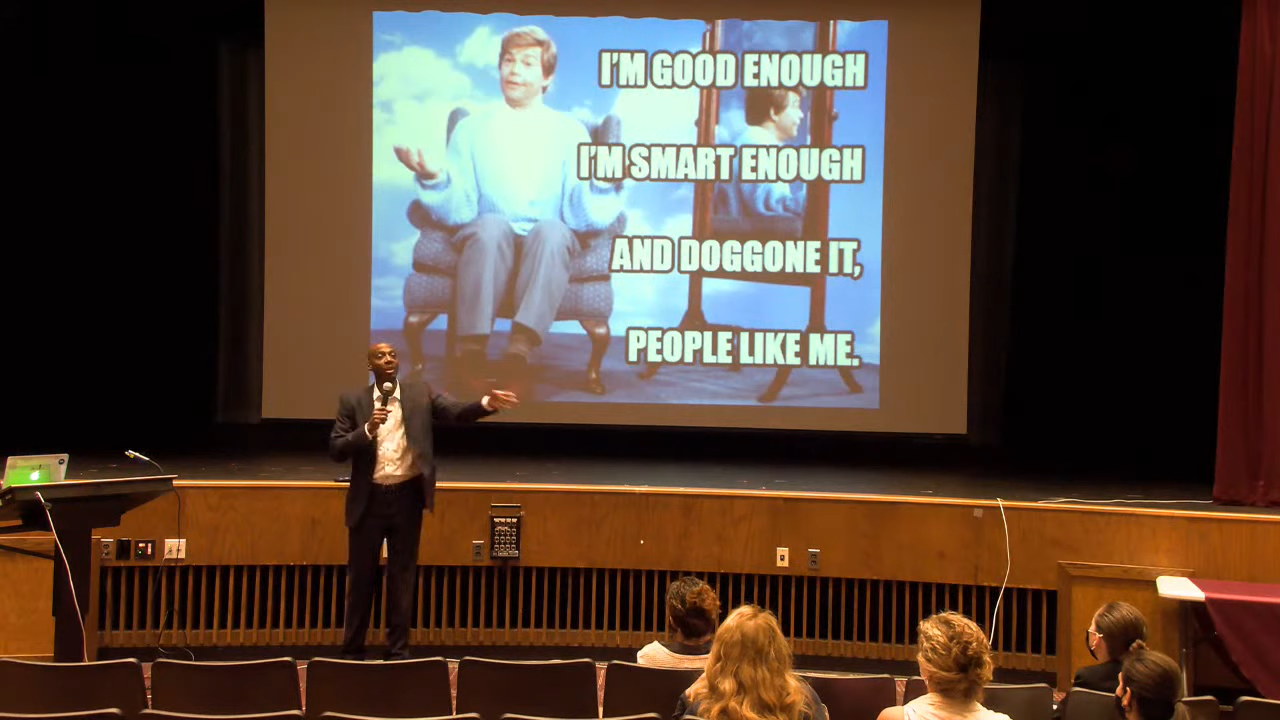 I'M GOOD ENOUGH
I'M SMART ENOUGH
AND DOGGONE IT,
PEOPLE LIKE ME.